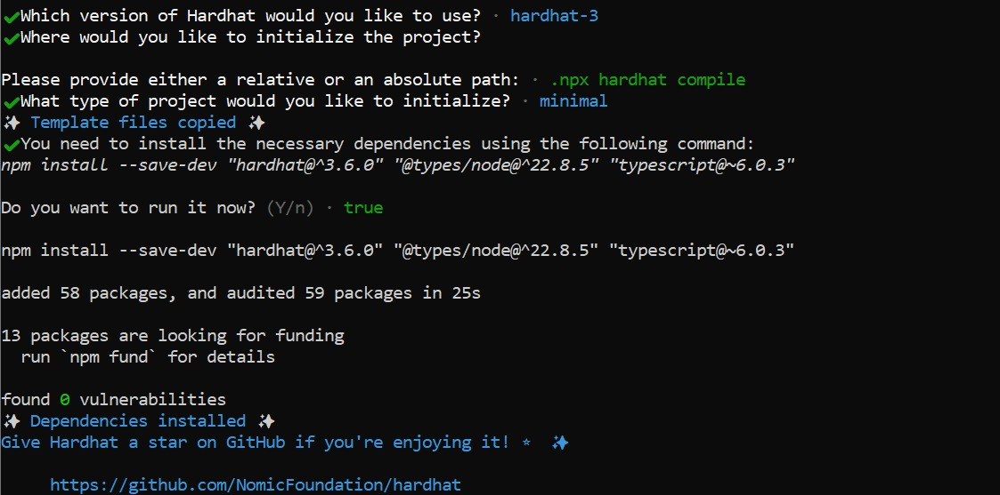 ✔Which version of Hardhat would you like to use? · hardhat-3
✔Where would you like to initialize the project?
Please provide either a relative or an absolute path: · .npx hardhat compile
✔What type of project would you like to initialize? · minimal
✨ Template files copied ✨
✔You need to install the necessary dependencies using the following command:
npm install --save-dev "hardhat@^3.6.0" "@types/node@^22.8.5" "typescript@~6.0.3"
Do you want to run it now? (Y/n) · true
npm install --save-dev "hardhat@^3.6.0" "@types/node@^22.8.5" "typescript@~6.0.3"
added 58 packages, and audited 59 packages in 25s
13 packages are looking for funding
run `npm fund` for details
found 0 vulnerabilities
✨ Dependencies installed ✨
Give Hardhat a star on GitHub if you're enjoying it! ⭐ ✨
https://github.com/NomicFoundation/hardhat